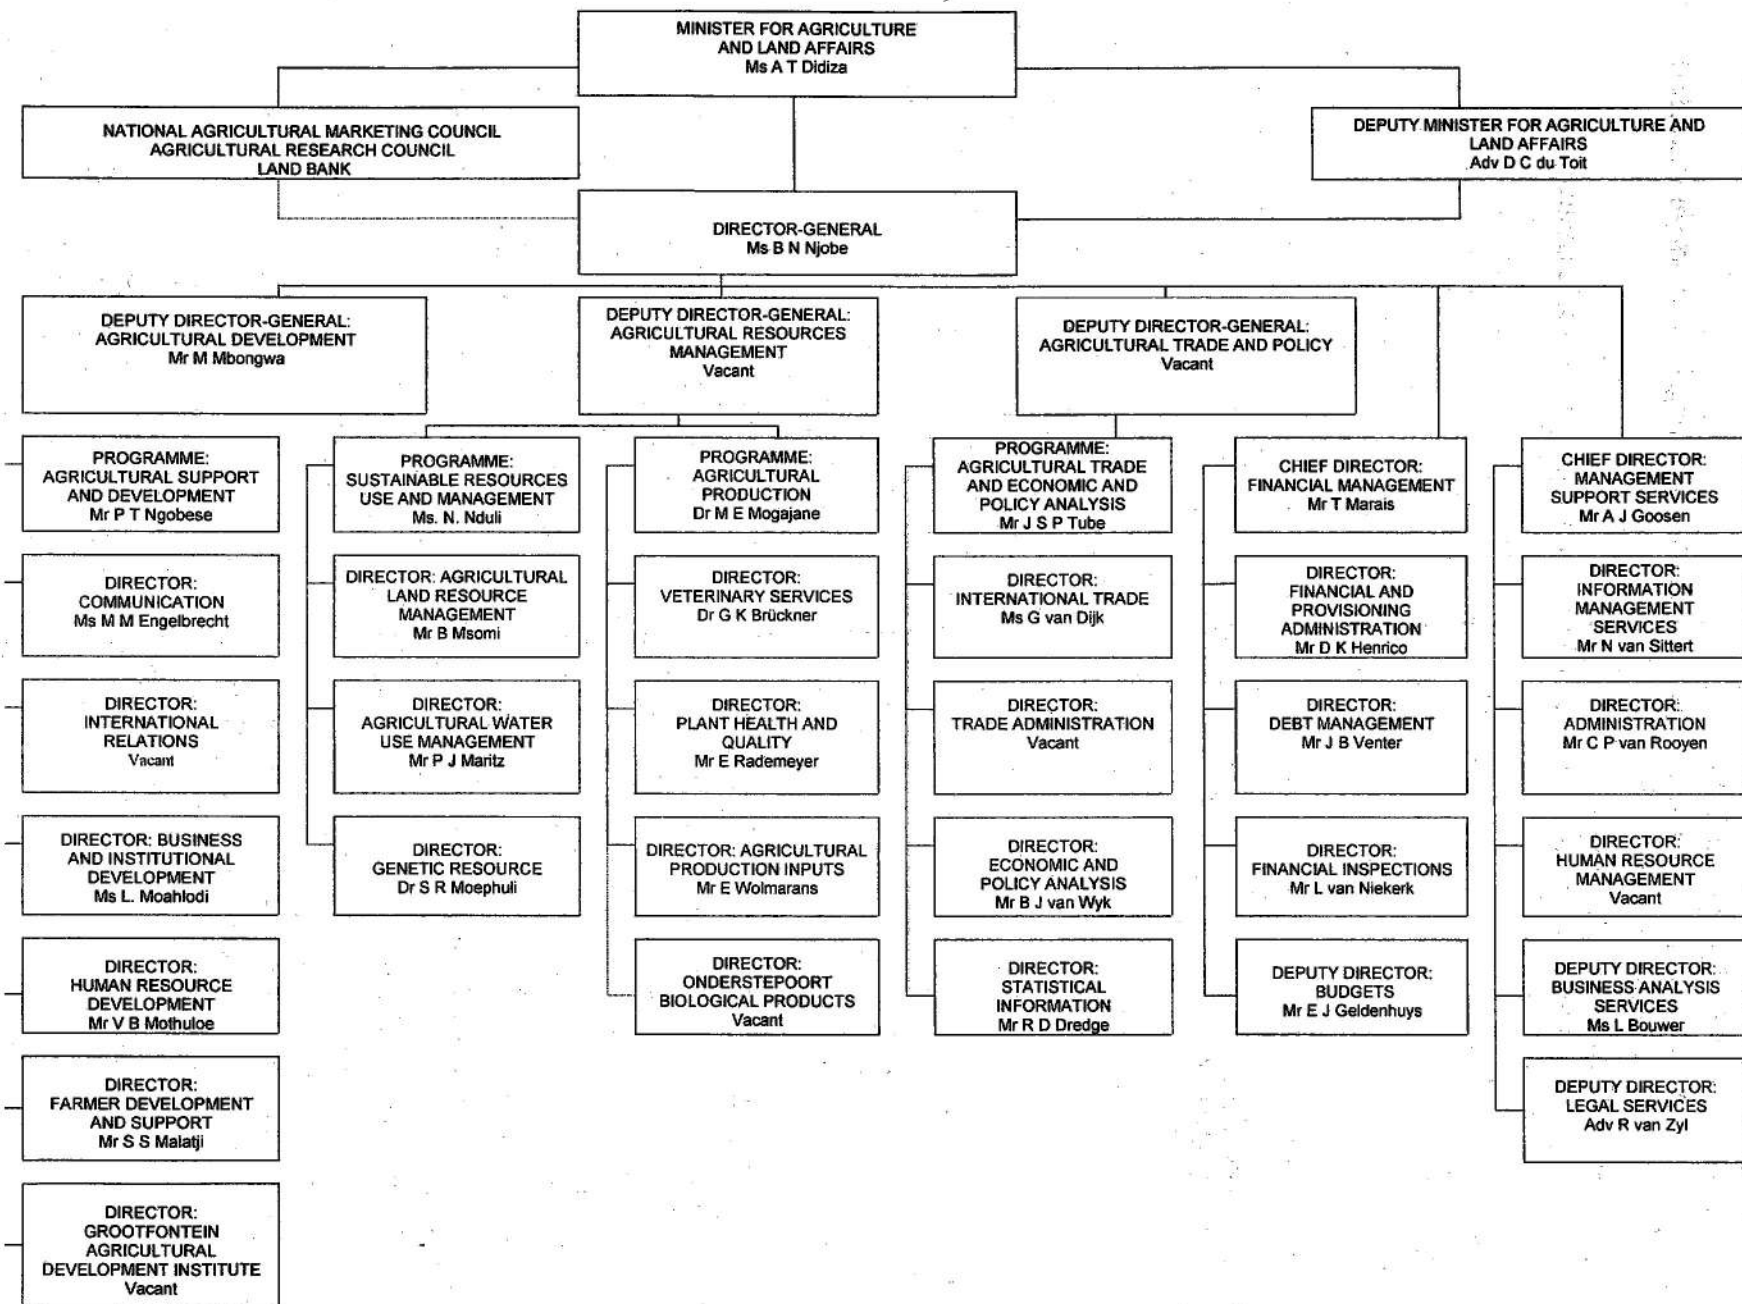 MINISTER FOR AGRICULTURE
AND LAND AFFAIRS
Ms A T Didiza
NATIONAL AGRICULTURAL MARKETING COUNCIL
AGRICULTURAL RESEARCH COUNCIL
LAND BANK
DEPUTY MINISTER FOR AGRICULTURE AND
LAND AFFAIRS
Adv D C du Toit
DIRECTOR-GENERAL
Ms B N Njobe
DEPUTY DIRECTOR-GENERAL:
AGRICULTURAL DEVELOPMENT
Mr M Mbongwa
DEPUTY DIRECTOR-GENERAL:
AGRICULTURAL RESOURCES
MANAGEMENT
Vacant
DEPUTY DIRECTOR-GENERAL:
AGRICULTURAL TRADE AND POLICY
Vacant
PROGRAMME:
AGRICULTURAL SUPPORT
AND DEVELOPMENT
Mr P T Ngobese
PROGRAMME:
SUSTAINABLE RESOURCES
USE AND MANAGEMENT
Ms. N. Nduli
PROGRAMME:
AGRICULTURAL
PRODUCTION
Dr M E Mogajane
PROGRAMME:
AGRICULTURAL TRADE
AND ECONOMIC AND
POLICY ANALYSIS
Mr J S P Tube
CHIEF DIRECTOR:
FINANCIAL MANAGEMENT
Mr T Marais
CHIEF DIRECTOR:
MANAGEMENT
SUPPORT SERVICES
Mr A J Goosen
DIRECTOR:
COMMUNICATION
Ms M M Engelbrecht
DIRECTOR: AGRICULTURAL
LAND RESOURCE
MANAGEMENT
Mr B Msomi
DIRECTOR:
VETERINARY SERVICES
Dr G K Brückner
DIRECTOR:
INTERNATIONAL TRADE
Ms G van Dijk
DIRECTOR:
FINANCIAL AND
PROVISIONING
ADMINISTRATION
Mr D K Henrico
DIRECTOR:
INFORMATION
MANAGEMENT
SERVICES
Mr N van Sittert
DIRECTOR:
INTERNATIONAL
RELATIONS
Vacant
DIRECTOR:
AGRICULTURAL WATER
USE MANAGEMENT
Mr P J Maritz
DIRECTOR:
PLANT HEALTH AND
QUALITY
Mr E Rademeyer
DIRECTOR:
TRADE ADMINISTRATION
Vacant
DIRECTOR:
DEBT MANAGEMENT
Mr J B Venter
DIRECTOR:
ADMINISTRATION
Mr C P van Rooyen
DIRECTOR: BUSINESS
AND INSTITUTIONAL
DEVELOPMENT
Ms L. Moahlodi
DIRECTOR:
GENETIC RESOURCE
Dr S R Moephuli
DIRECTOR: AGRICULTURAL
PRODUCTION INPUTS
Mr E Wolmarans
DIRECTOR:
ECONOMIC AND
POLICY ANALYSIS
Mr B J van Wyk
DIRECTOR:
FINANCIAL INSPECTIONS
Mr L van Niekerk
DIRECTOR:
HUMAN RESOURCE
MANAGEMENT
Vacant
DIRECTOR:
HUMAN RESOURCE
DEVELOPMENT
Mr V B Mothuloe
DIRECTOR:
ONDERSTEPOORT
BIOLOGICAL PRODUCTS
Vacant
DIRECTOR:
STATISTICAL
INFORMATION
Mr R D Dredge
DEPUTY DIRECTOR:
BUDGETS
Mr E J Geldenhuys
DEPUTY DIRECTOR:
BUSINESS ANALYSIS
SERVICES
Ms L Bouwer
DIRECTOR:
FARMER DEVELOPMENT
AND SUPPORT
Mr S S Malatji
DEPUTY DIRECTOR:
LEGAL SERVICES
Adv R van Zyl
DIRECTOR:
GROOTFONTEIN
AGRICULTURAL
DEVELOPMENT INSTITUTE
Vacant